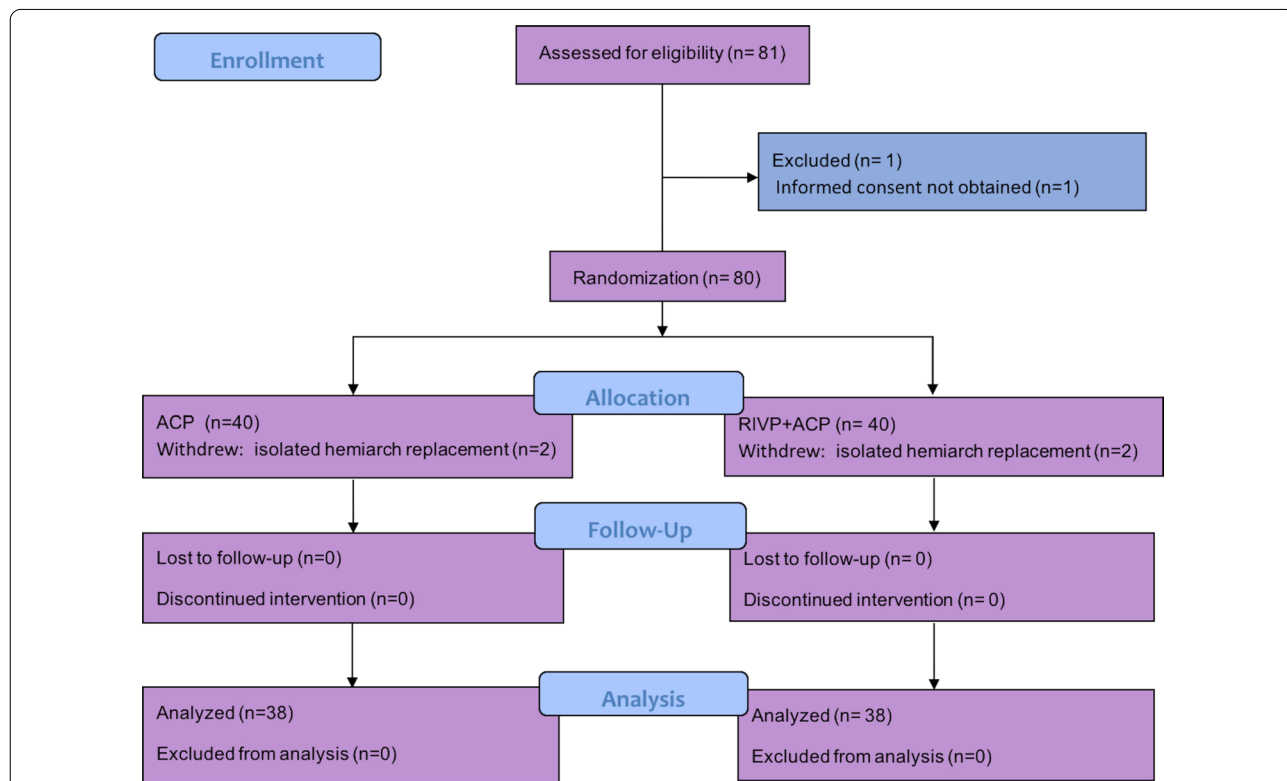 Enrollment
Assessed for eligibility (n= 81)
Excluded (n= 1)
Informed consent not obtained (n=1)
Randomization (n= 80)
Allocation
ACP (n=40)
Withdrew: isolated hemiarch replacement (n=2)
RIVP+ACP (n= 40)
Withdrew: isolated hemiarch replacement (n=2)
Follow-Up
Lost to follow-up (n=0)
Discontinued intervention (n=0)
Lost to follow-up (n= 0)
Discontinued intervention (n= 0)
Analysis
Analyzed (n=38)
Excluded from analysis (n=0)
Analyzed (n= 38)
Excluded from analysis (n=0)